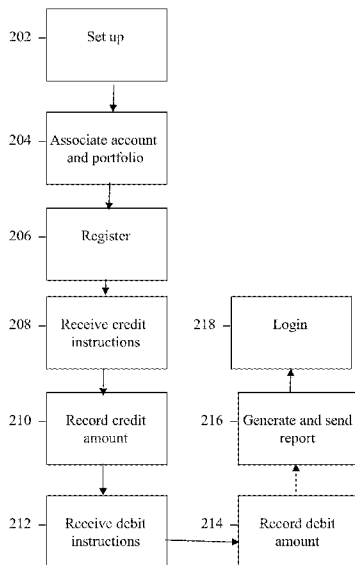 202
Set up
204
Associate account
and portfolio
206
Register
208
Receive credit
instructions
218
Login
210
Record credit
amount
216
Generate and send
report
212
Receive debit
instructions
214
Record debit
amount